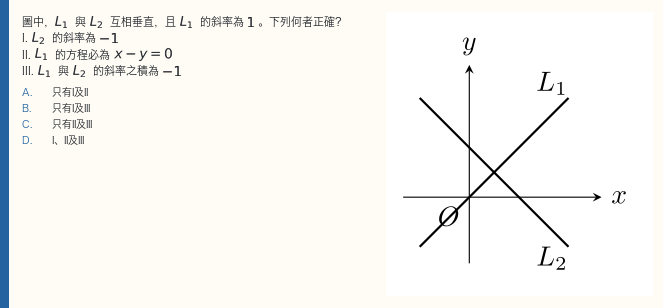 圖中, L₁ 與 L₂ 互相垂直, 且 L₁ 的斜率為 1。下列何者正確?
I. L₂ 的斜率為 −1
II. L₁ 的方程必為 x − y = 0
III. L₁ 與 L₂ 的斜率之積為 −1
A. 只有I及II
B. 只有I及III
C. 只有II及III
D. I、II及III
y
L₁
x
O
L₂